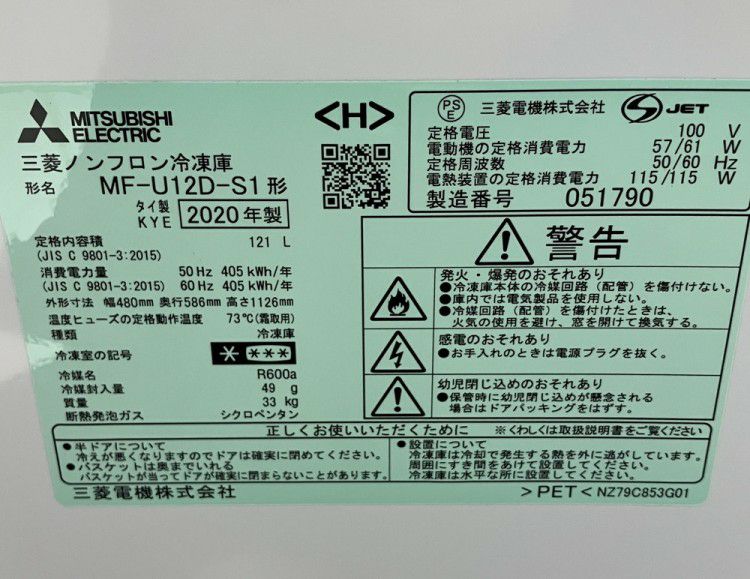 MITSUBISHI
ELECTRIC
<H>
三菱ノンフロン冷凍庫
形名 MF-U12D-S1形
タイ製
KYE 2020年製
定格内容積 121 L
(JIS C 9801-3:2015)
消費電力量 50 Hz 405 kWh/年
(JIS C 9801-3:2015) 60 Hz 405 kWh/年
外形寸法 幅480mm 奥行586mm 高さ1126mm
温度ヒューズの定格動作温度 73℃(霜取用)
種類 冷凍庫
冷凍室の記号
冷媒名 R600a
冷媒封入量 49 g
質量 33 kg
断熱発泡ガス シクロペンタン
PS
E 三菱電機株式会社 S JET
定格電圧 100 V
電動機の定格消費電力 57/61 W
定格周波数 50/60 Hz
電熱装置の定格消費電力 115/115 W
製造番号 051790
警告
発火・爆発のおそれあり
●冷凍庫本体の冷媒回路(配管)を傷付けない。
●庫内では電気製品を使用しない。
●冷媒回路(配管)を傷付けたときは、
火気の使用を避け、窓を開けて換気する。
感電のおそれあり
●お手入れのときは電源プラグを抜く。
幼児閉じ込めのおそれあり
●保管時に幼児閉じ込めが懸念される
場合はドアパッキングをはずす。
正しくお使いいただくために ※くわしくは取扱説明書をご覧ください
●半ドアについて
冷えが悪くなりますのでドアは確実に閉めてください。
●バスケットは奥までいれる
バスケットが当ってドアが確実に閉まらないことがあります。
●設置について
冷凍庫は冷却で発生する熱を外に逃がしています。
周囲にすき間をあけて設置してください。
冷凍庫は水平な所に設置してください。
三菱電機株式会社
>PET< NZ79C853G01